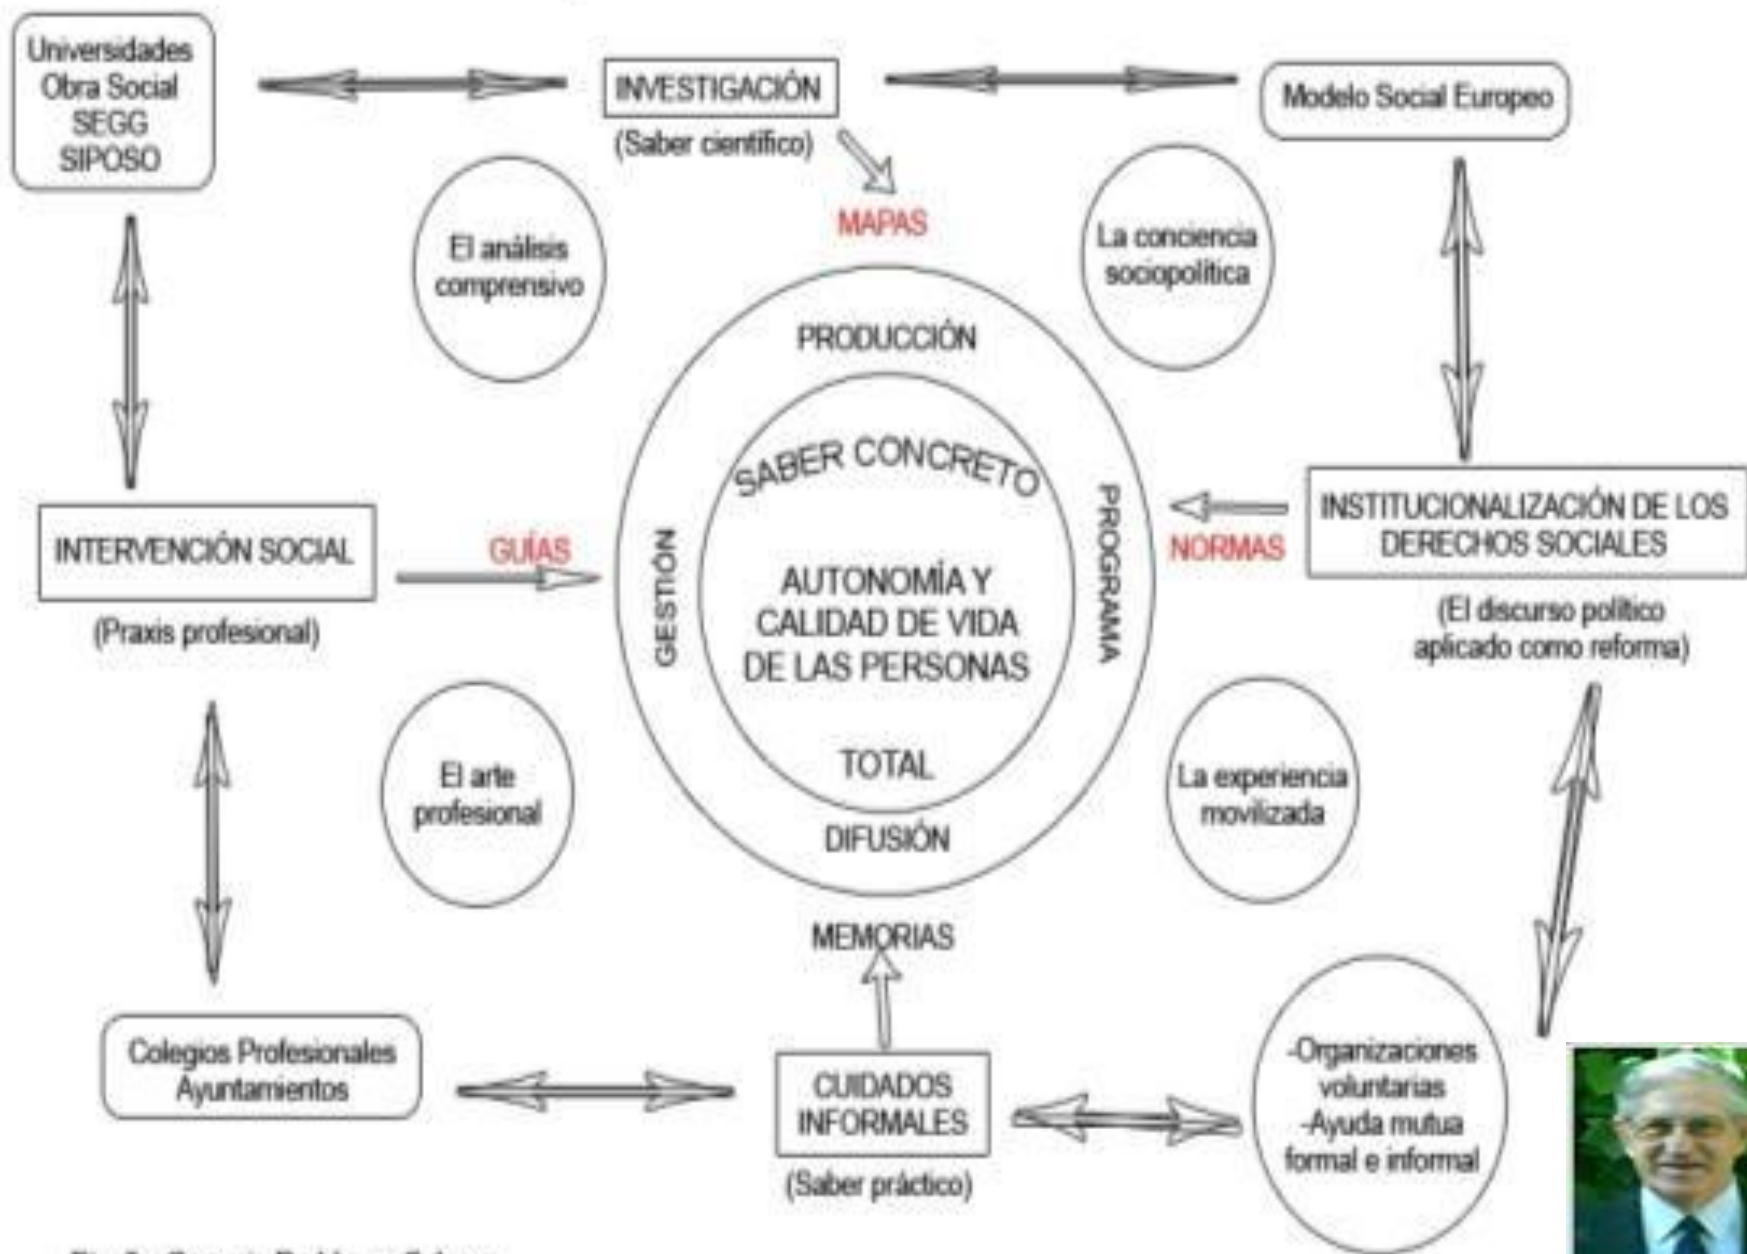 Universidades
Obra Social
SEGG
SIPOSO
INVESTIGACIÓN
(Saber científico)
Modelo Social Europeo
MAPAS
El análisis
comprensivo
La conciencia
sociopolítica
PRODUCCIÓN
SABER CONCRETO
INTERVENCIÓN SOCIAL
(Praxis profesional)
GUÍAS
GESTIÓN
AUTONOMÍA Y
CALIDAD DE VIDA
DE LAS PERSONAS
TOTAL
PROGRAMA
NORMAS
INSTITUCIONALIZACIÓN DE LOS
DERECHOS SOCIALES
(El discurso político
aplicado como reforma)
El arte
profesional
La experiencia
movilizada
DIFUSIÓN
MEMORIAS
Colegios Profesionales
Ayuntamientos
CUIDADOS
INFORMALES
(Saber práctico)
-Organizaciones
voluntarias
-Ayuda mutua
formal e informal